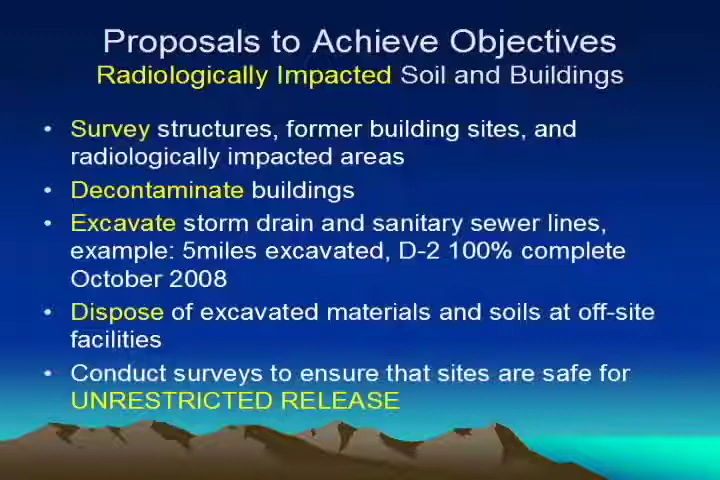 Proposals to Achieve Objectives
Radiologically Impacted Soil and Buildings
• Survey structures, former building sites, and
radiologically impacted areas
• Decontaminate buildings
• Excavate storm drain and sanitary sewer lines,
example: 5miles excavated, D-2 100% complete
October 2008
• Dispose of excavated materials and soils at off-site
facilities
• Conduct surveys to ensure that sites are safe for
UNRESTRICTED RELEASE